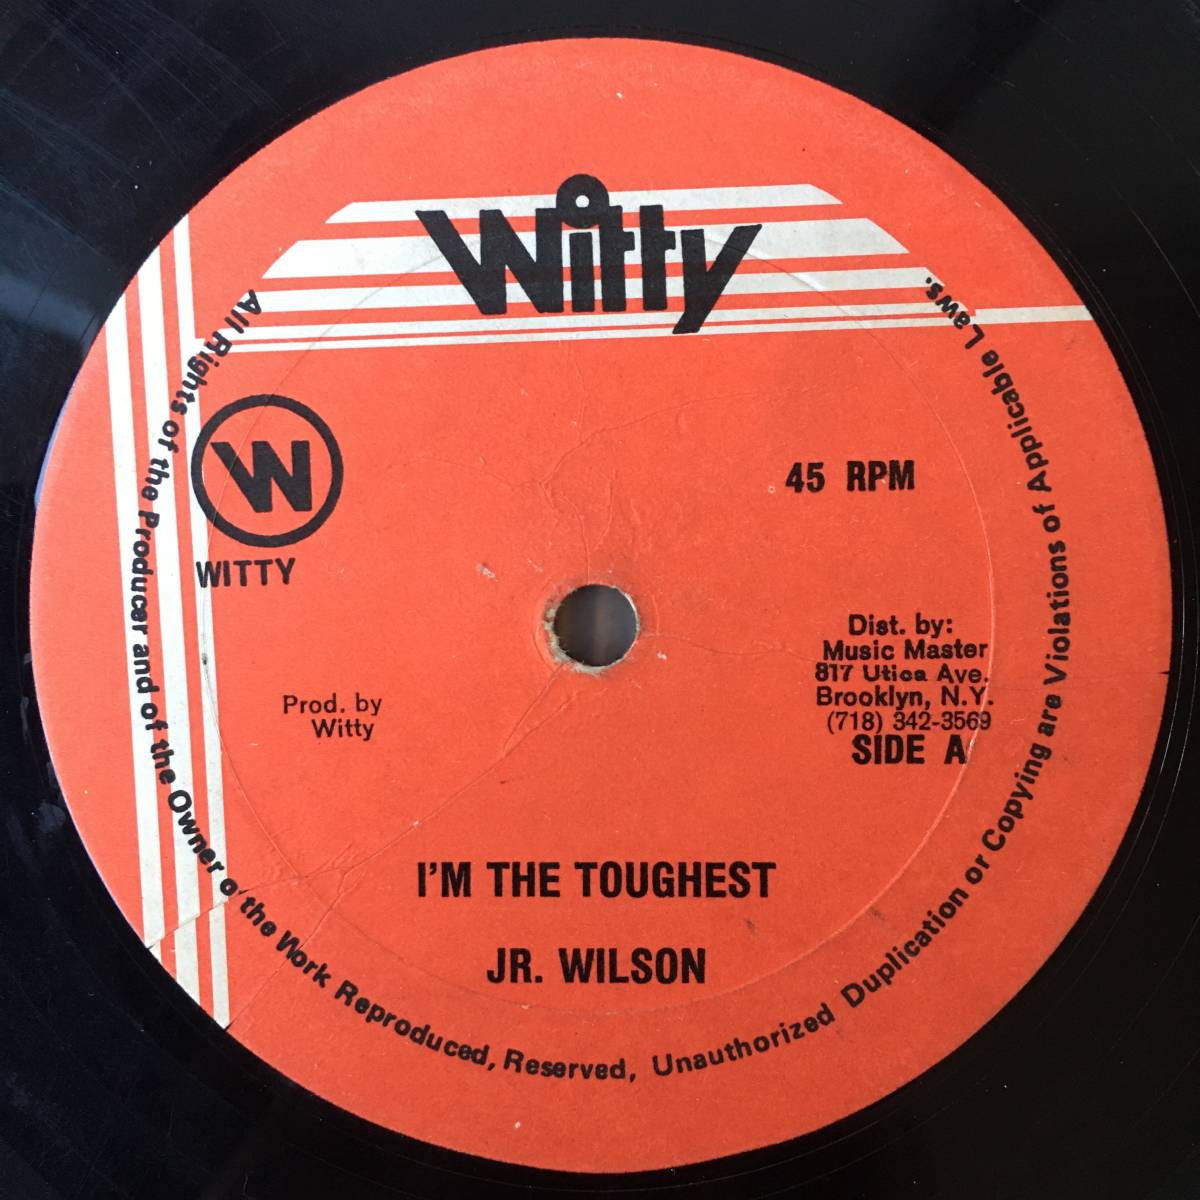 Witty
W
WITTY
45 RPM
Prod. by
Witty
Dist. by:
Music Master
817 Utica Ave.
Brooklyn, N.Y.
(718) 342-3569
SIDE A
I'M THE TOUGHEST
JR. WILSON
All Rights of the Producer and of the Owner o' the Work Reproduced, Reserved, Unauthorized Duplication or Copying are Violations of Applicable Laws.